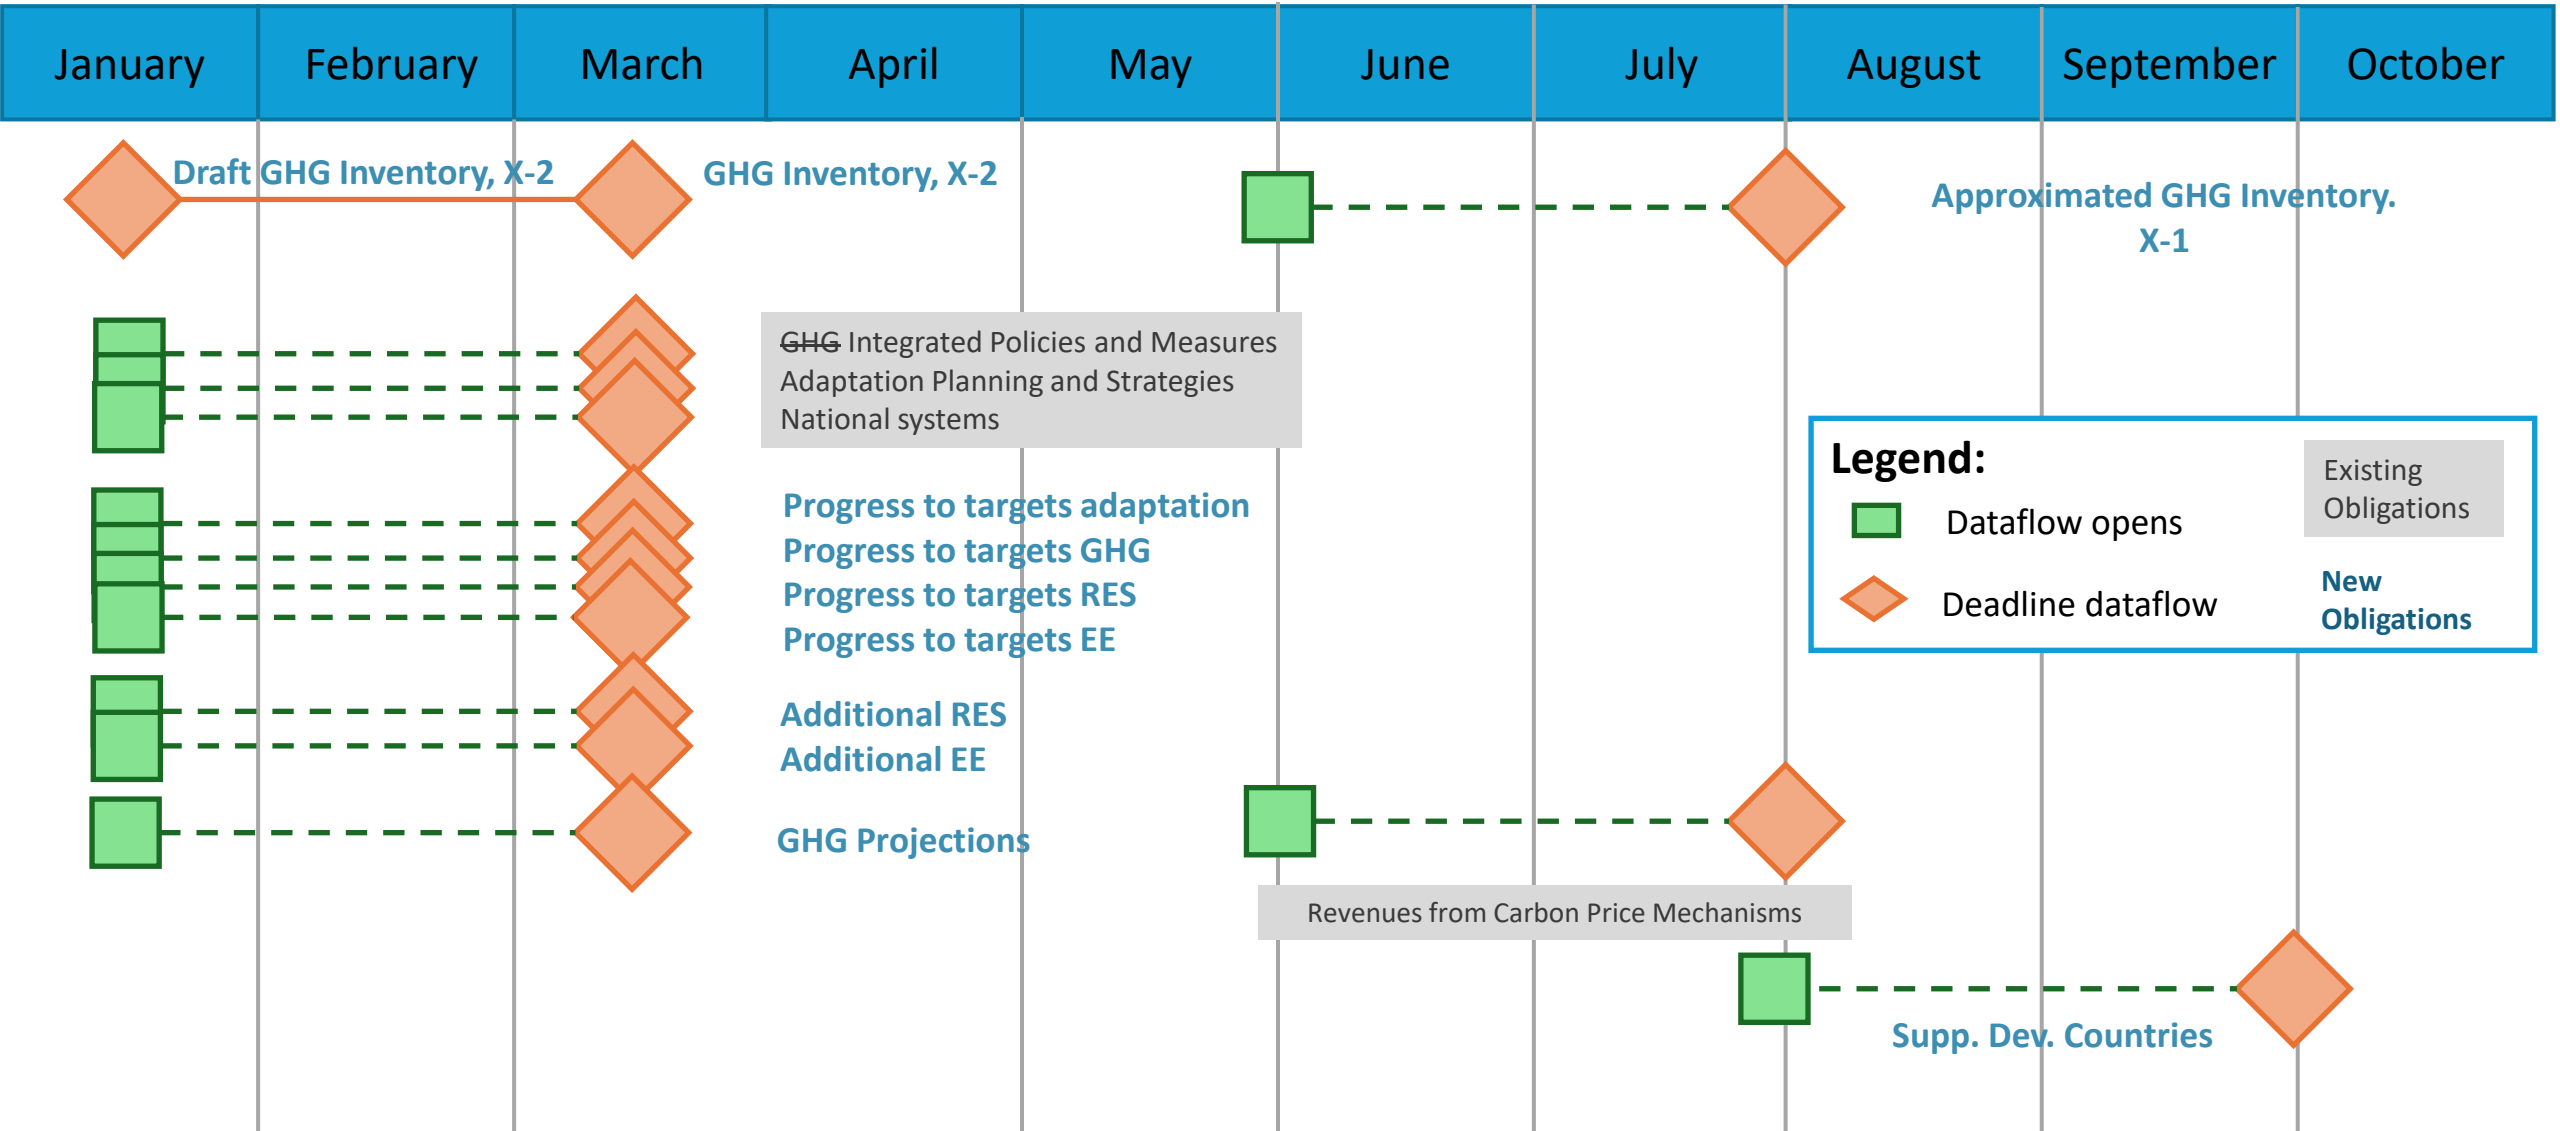 January February March April May June July August September October
Draft GHG Inventory, X-2
GHG Inventory, X-2
Approximated GHG Inventory.
X-1
GHG Integrated Policies and Measures
Adaptation Planning and Strategies
National systems
Legend:
Dataflow opens
Deadline dataflow
Existing
Obligations
New
Obligations
Progress to targets adaptation
Progress to targets GHG
Progress to targets RES
Progress to targets EE
Additional RES
Additional EE
GHG Projections
Revenues from Carbon Price Mechanisms
Supp. Dev. Countries